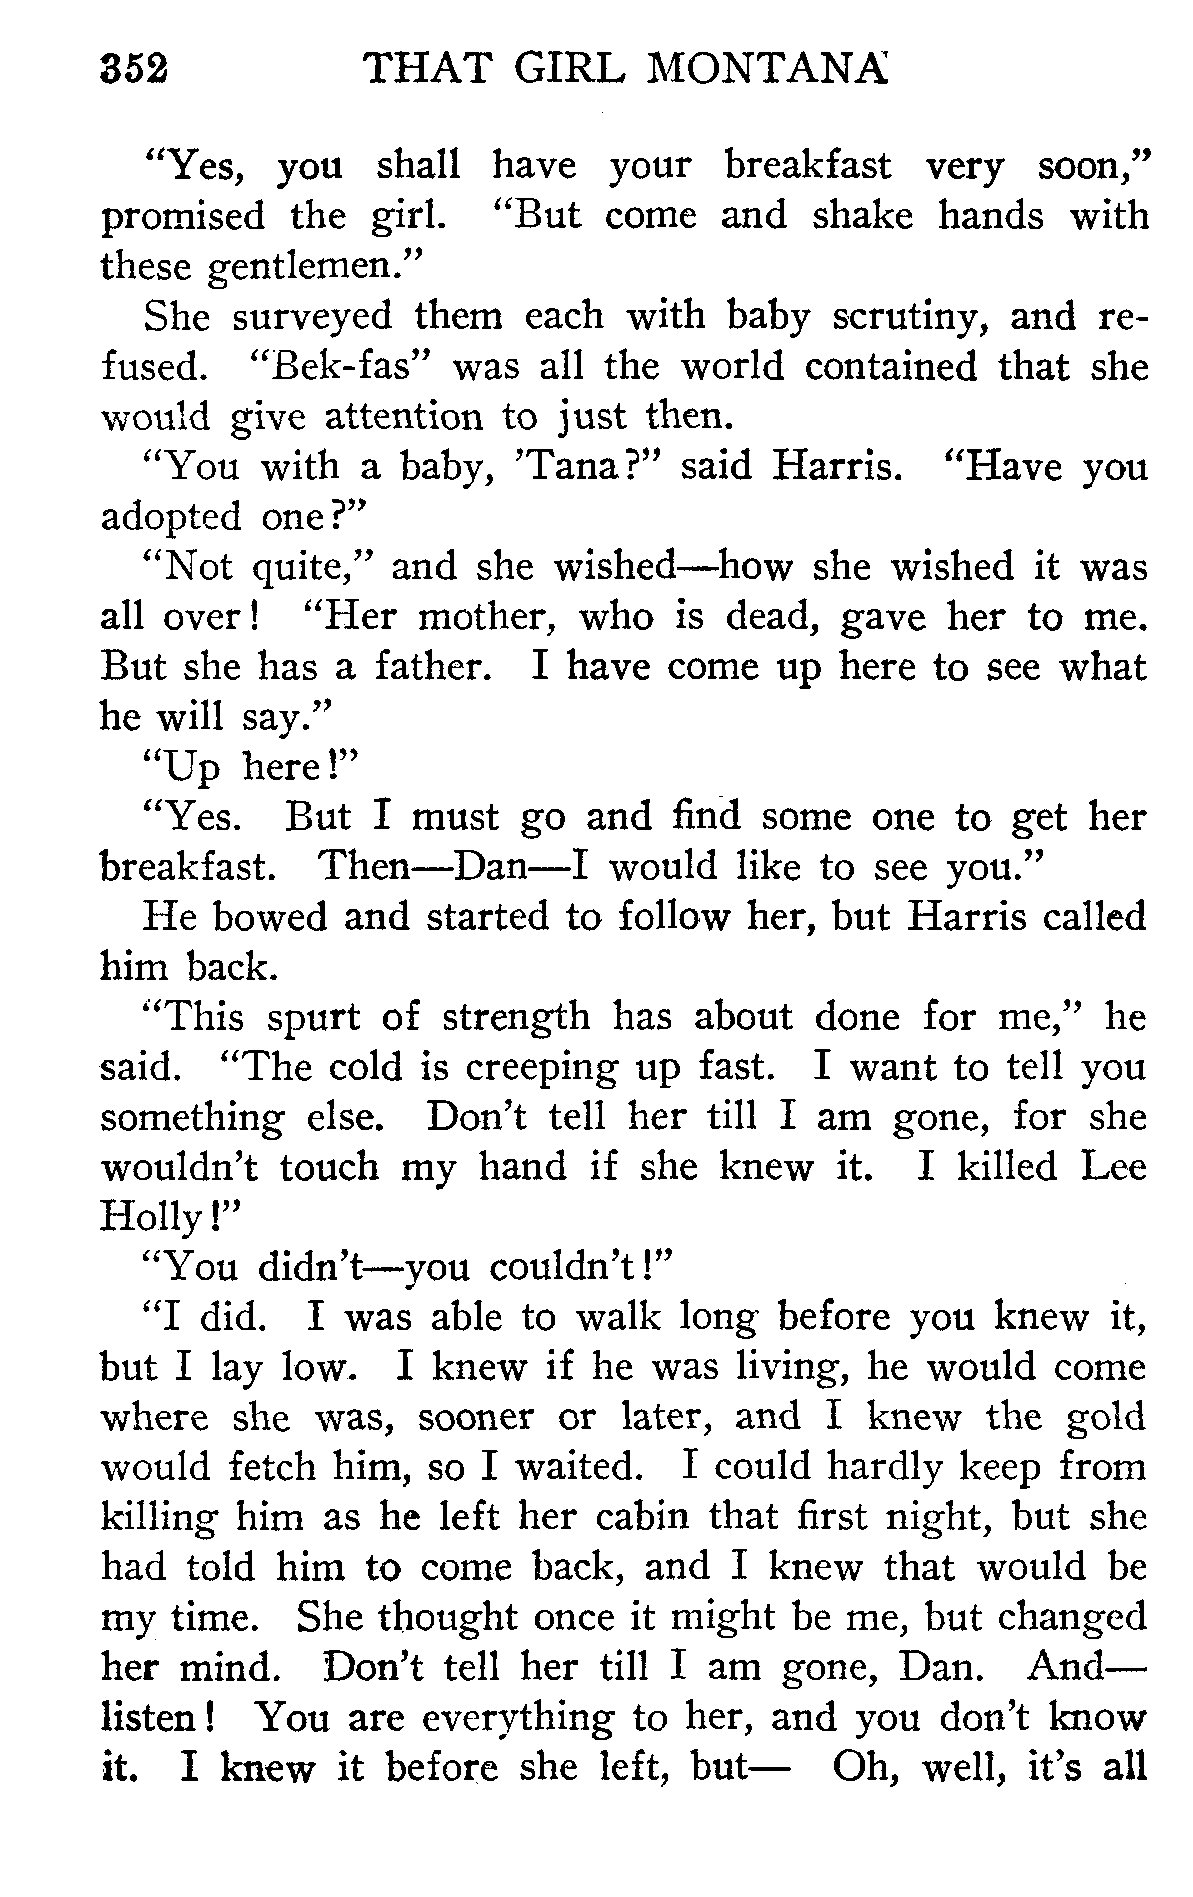 352 THAT GIRL MONTANA
“Yes, you shall have your breakfast very soon,”
promised the girl. “But come and shake hands with
these gentlemen.”
She surveyed them each with baby scrutiny, and re-
fused. “Bek-fas” was all the world contained that she
would give attention to just then.
“You with a baby, ’Tana?” said Harris. “Have you
adopted one?”
“Not quite,” and she wished—how she wished it was
all over! “Her mother, who is dead, gave her to me.
But she has a father. I have come up here to see what
he will say.”
“Up here!”
“Yes. But I must go and find some one to get her
breakfast. Then—Dan—I would like to see you.”
He bowed and started to follow her, but Harris called
him back.
“This spurt of strength has about done for me,” he
said. “The cold is creeping up fast. I want to tell you
something else. Don’t tell her till I am gone, for she
wouldn’t touch my hand if she knew it. I killed Lee
Holly!”
“You didn’t—you couldn’t!”
“I did. I was able to walk long before you knew it,
but I lay low. I knew if he was living, he would come
where she was, sooner or later, and I knew the gold
would fetch him, so I waited. I could hardly keep from
killing him as he left her cabin that first night, but she
had told him to come back, and I knew that would be
my time. She thought once it might be me, but changed
her mind. Don’t tell her till I am gone, Dan. And—
listen! You are everything to her, and you don’t know
it. I knew it before she left, but— Oh, well, it’s all